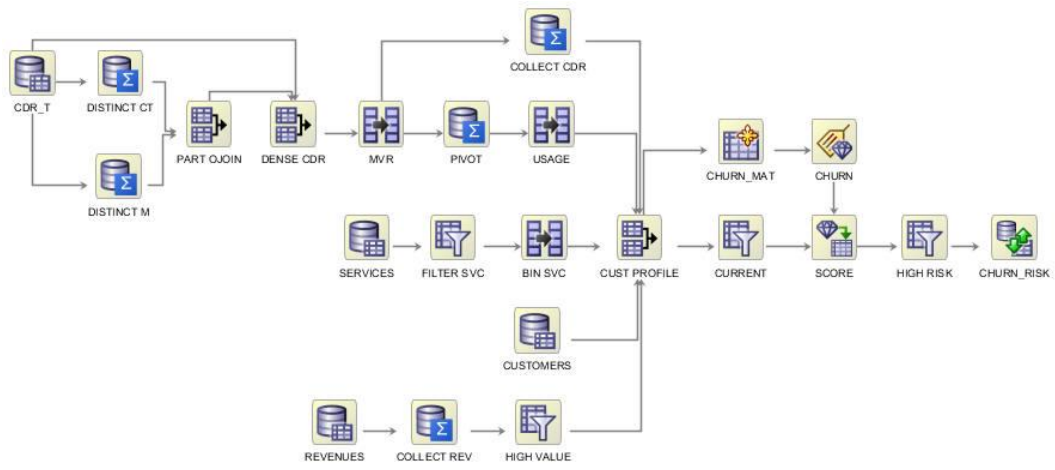 COLLECT CDR
CDR_T
DISTINCT CT
PART OJOIN
DENSE CDR
MVR
PIVOT
USAGE
CHURN_MAT
CHURN
DISTINCT M
SERVICES
FILTER SVC
BIN SVC
CUST PROFILE
CURRENT
SCORE
HIGH RISK
CHURN_RISK
CUSTOMERS
REVENUES
COLLECT REV
HIGH VALUE